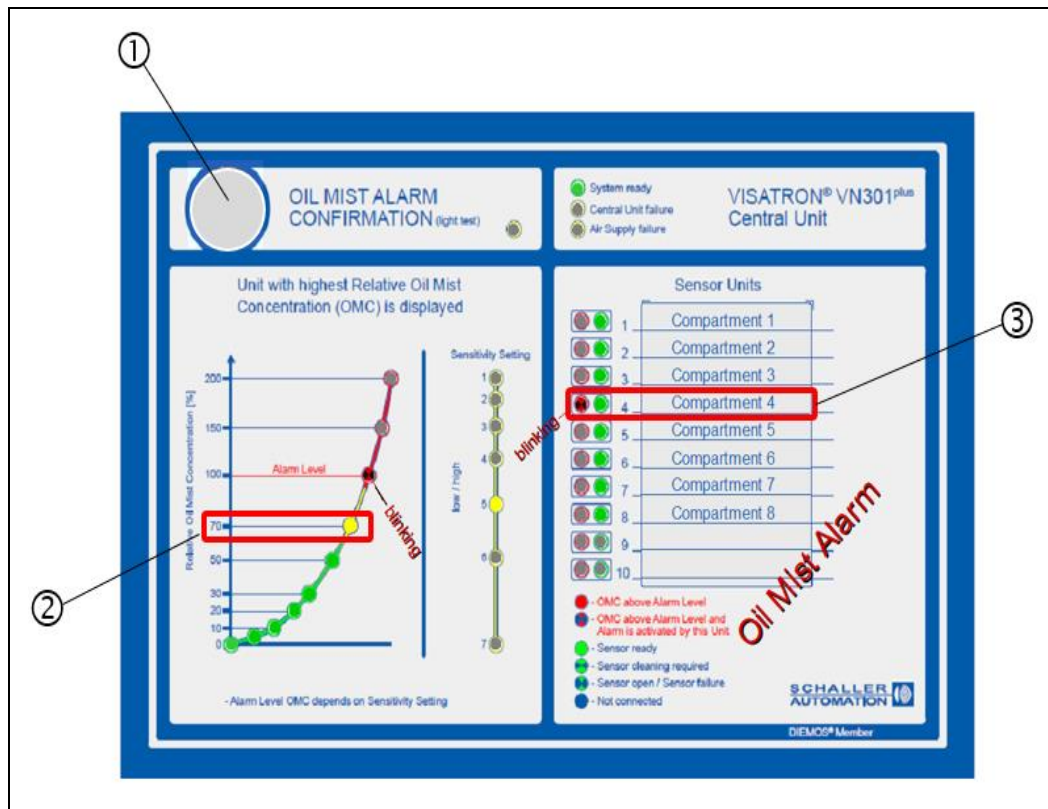 ①
OIL MIST ALARM
CONFIRMATION (light test)
System ready
Central Unit failure
Air Supply failure
VISATRON® VN301plus
Central Unit
Unit with highest Relative Oil Mist
Concentration (OMC) is displayed
Relative Oil Mist Concentration [%]
200
150
100
70
50
30
20
10
0
Alarm Level
blinking
②
Sensitivity Setting
low / high
1
2
3
4
5
6
7
- Alarm Level OMC depends on Sensitivity Setting
Sensor Units
1 Compartment 1
2 Compartment 2
3 Compartment 3
4 Compartment 4
5 Compartment 5
6 Compartment 6
7 Compartment 7
8 Compartment 8
9
10
blinking
③
- OMC above Alarm Level
- OMC above Alarm Level and
Alarm is activated by this Unit
- Sensor ready
- Sensor cleaning required
- Sensor open / Sensor failure
- Not connected
Oil Mist Alarm
SCHALLER
AUTOMATION
DIEMOS® Member